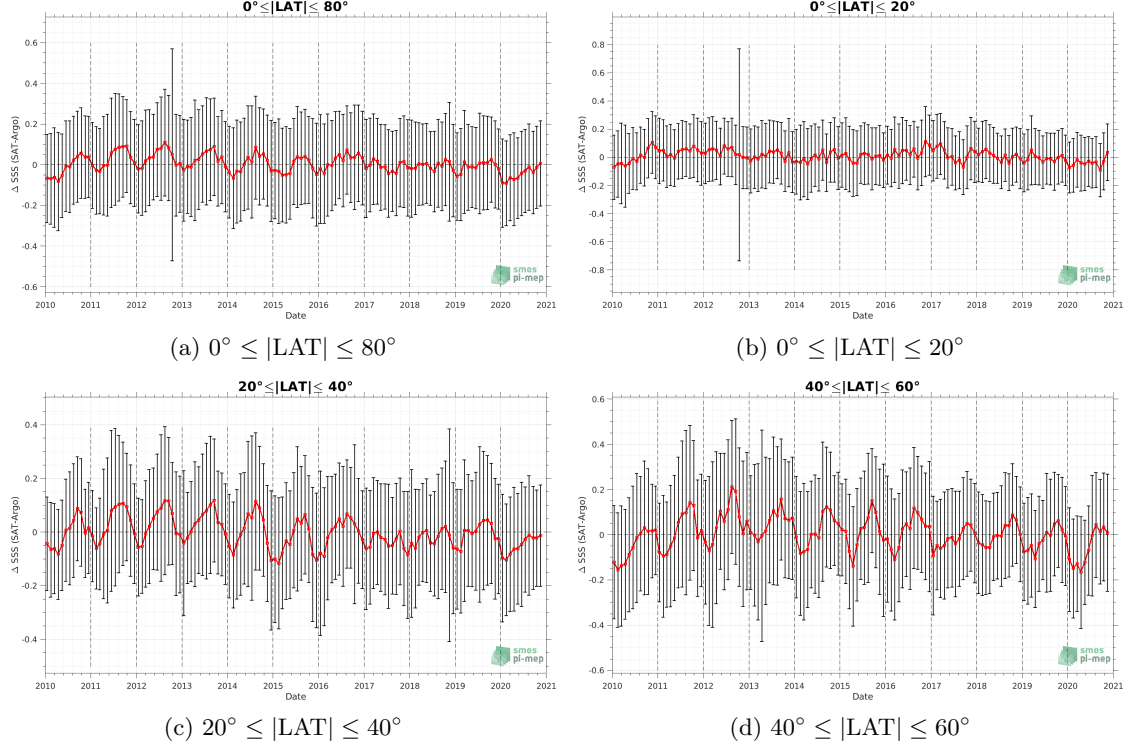 0°≤|LAT|≤ 80°
Δ SSS (SAT-Argo)
0.6
0.4
0.2
0
-0.2
-0.4
-0.6
2010 2011 2012 2013 2014 2015 2016 2017 2018 2019 2020 2021
Date
smos
pi-mep
(a) 0° ≤ |LAT| ≤ 80°
0°≤|LAT|≤ 20°
Δ SSS (SAT-Argo)
0.8
0.6
0.4
0.2
0
-0.2
-0.4
-0.6
-0.8
2010 2011 2012 2013 2014 2015 2016 2017 2018 2019 2020 2021
Date
smos
pi-mep
(b) 0° ≤ |LAT| ≤ 20°
20°≤|LAT|≤ 40°
Δ SSS (SAT-Argo)
0.4
0.2
0
-0.2
-0.4
2010 2011 2012 2013 2014 2015 2016 2017 2018 2019 2020 2021
Date
smos
pi-mep
(c) 20° ≤ |LAT| ≤ 40°
40°≤|LAT|≤ 60°
Δ SSS (SAT-Argo)
0.6
0.4
0.2
0
-0.2
-0.4
-0.6
2010 2011 2012 2013 2014 2015 2016 2017 2018 2019 2020 2021
Date
smos
pi-mep
(d) 40° ≤ |LAT| ≤ 60°